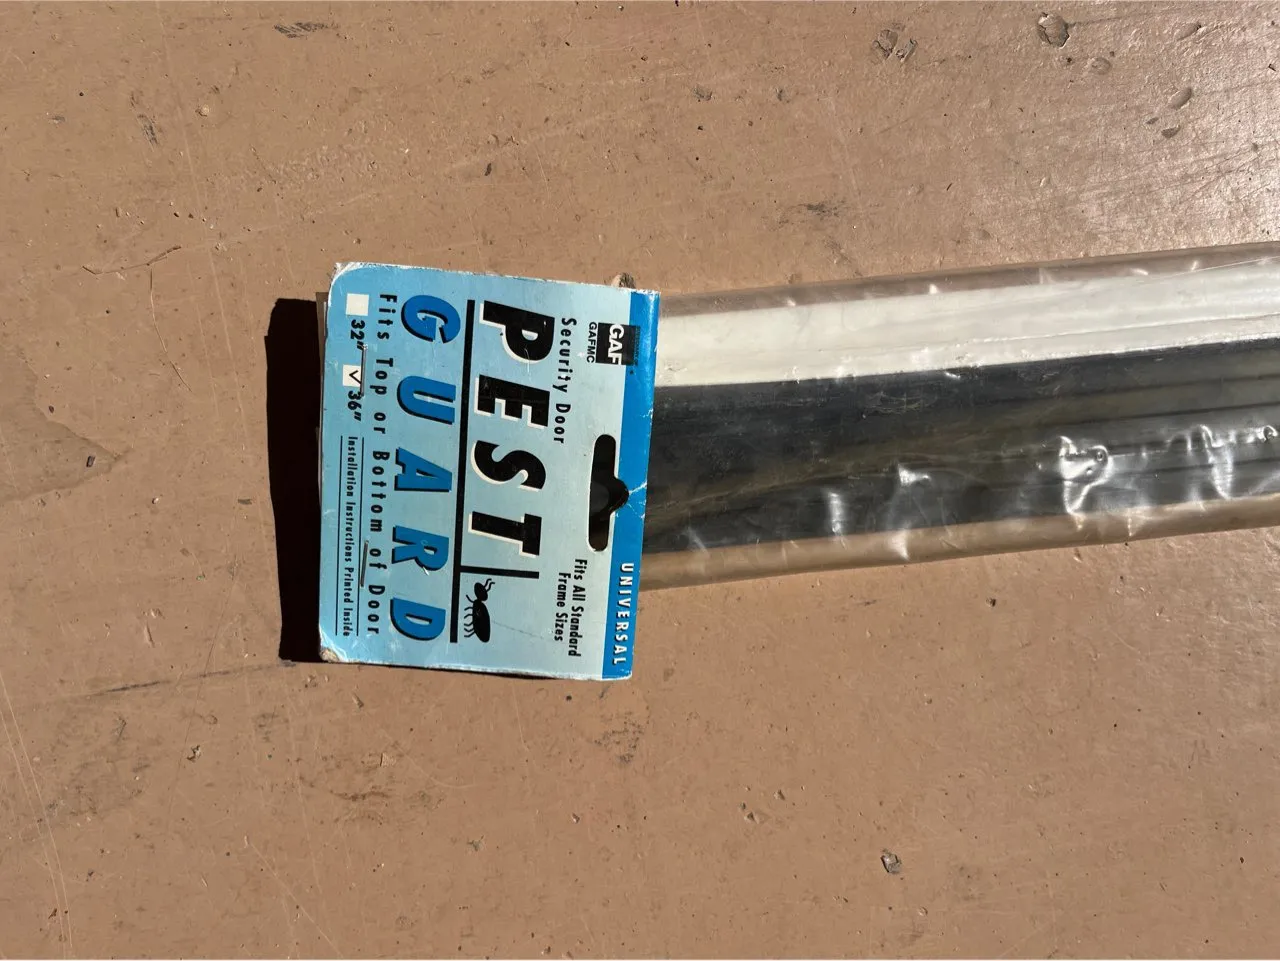 UNIVERSAL
GAF
GAFMC
Fits All Standard
Frame Sizes
Security Door
PEST
GUARD
Fits Top or Bottom of Door
32" ✓ 36" Installation Instructions Printed Inside